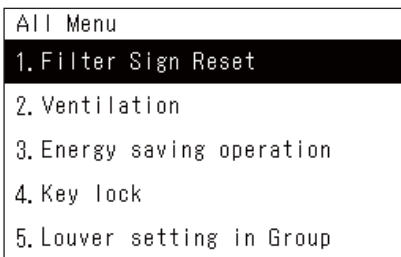 All Menu
1. Filter Sign Reset
2. Ventilation
3. Energy saving operation
4. Key lock
5. Louver setting in Group